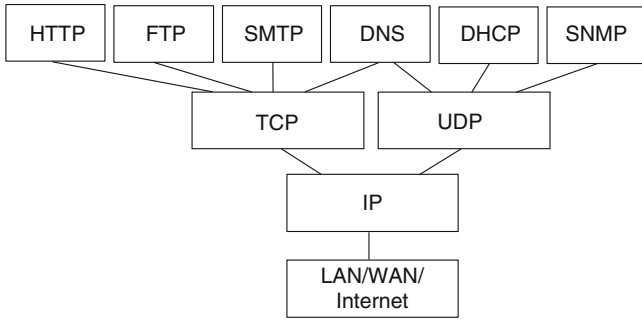 HTTP
FTP
SMTP
DNS
DHCP
SNMP
TCP
UDP
IP
LAN/WAN/
Internet